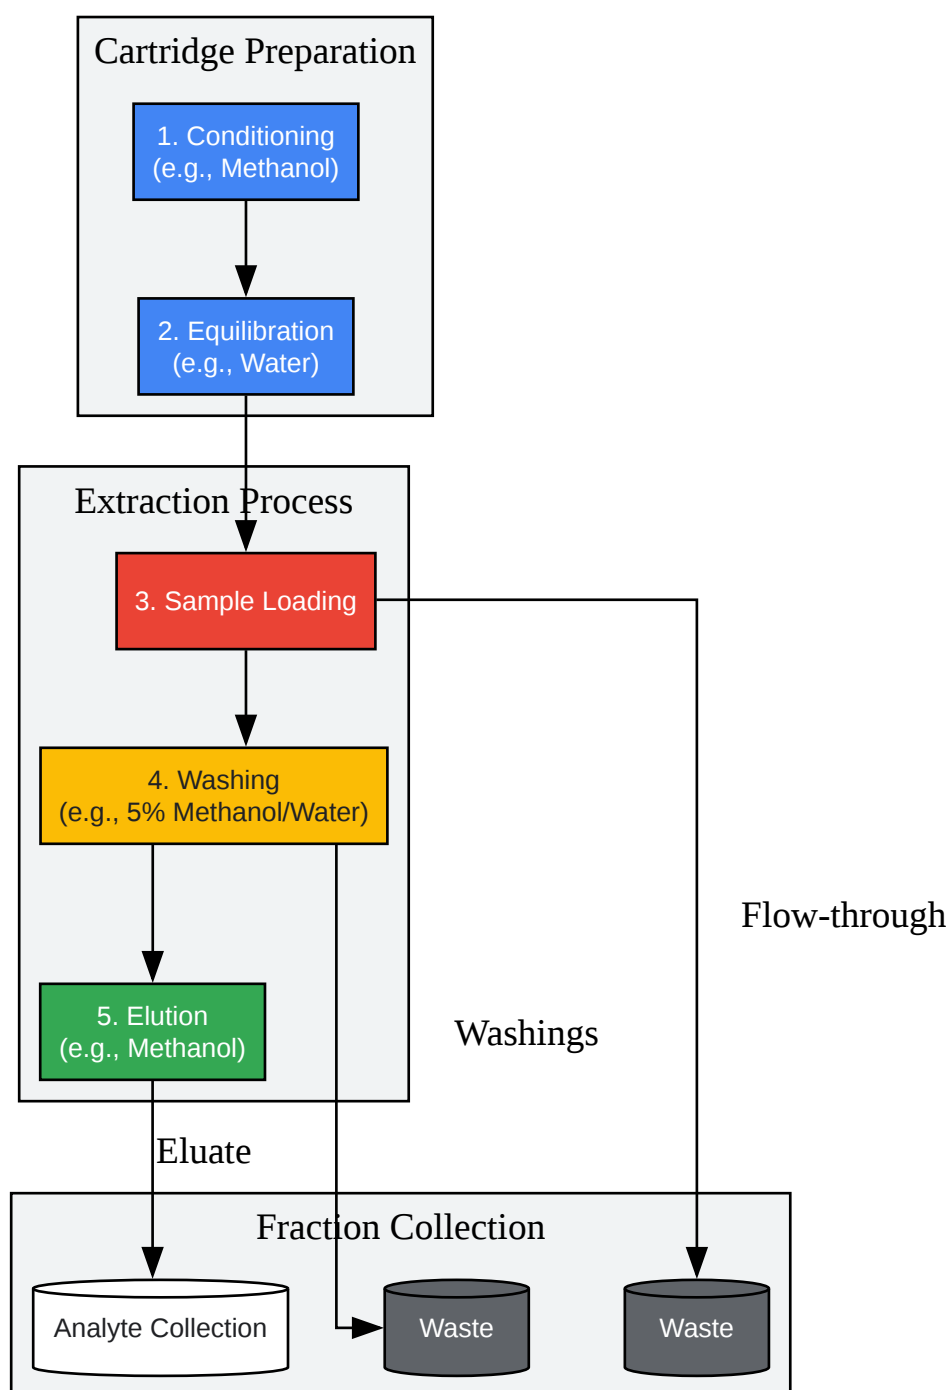 Cartridge Preparation
1. Conditioning
(e.g., Methanol)
2. Equilibration
(e.g., Water)
Extraction Process
3. Sample Loading
4. Washing
(e.g., 5% Methanol/Water)
Flow-through
5. Elution
(e.g., Methanol)
Washings
Eluate
Fraction Collection
Analyte Collection
Waste
Waste